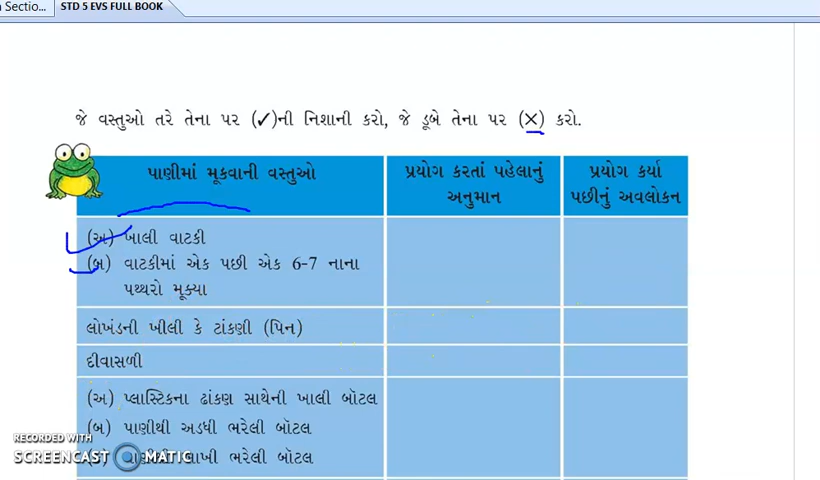 Sectio...
STD 5 EVS FULL BOOK
જે વસ્તુઓ તરે તેના પર (✓)ની નિશાની કરો, જે ડૂબે તેના પર (×) કરો.
પાણીમાં મૂકવાની વસ્તુઓ
પ્રયોગ કરતાં પહેલાનું
અનુમાન
પ્રયોગ કર્યા
પછીનું અવલોકન
(અ) ખાલી વાટકી
(બ) વાટકીમાં એક પછી એક 6-7 નાના
પથ્થરો મૂક્યા
લોખંડની ખીલી કે ટાંકણી (પિન)
દીવાસળી
(અ) પ્લાસ્ટિકના ઢાંકણ સાથેની ખાલી બૉટલ
(બ) પાણીથી અડધી ભરેલી બૉટલ
ભરેલી બૉટલ
RECORDED WITH
SCREENCAST MATIC